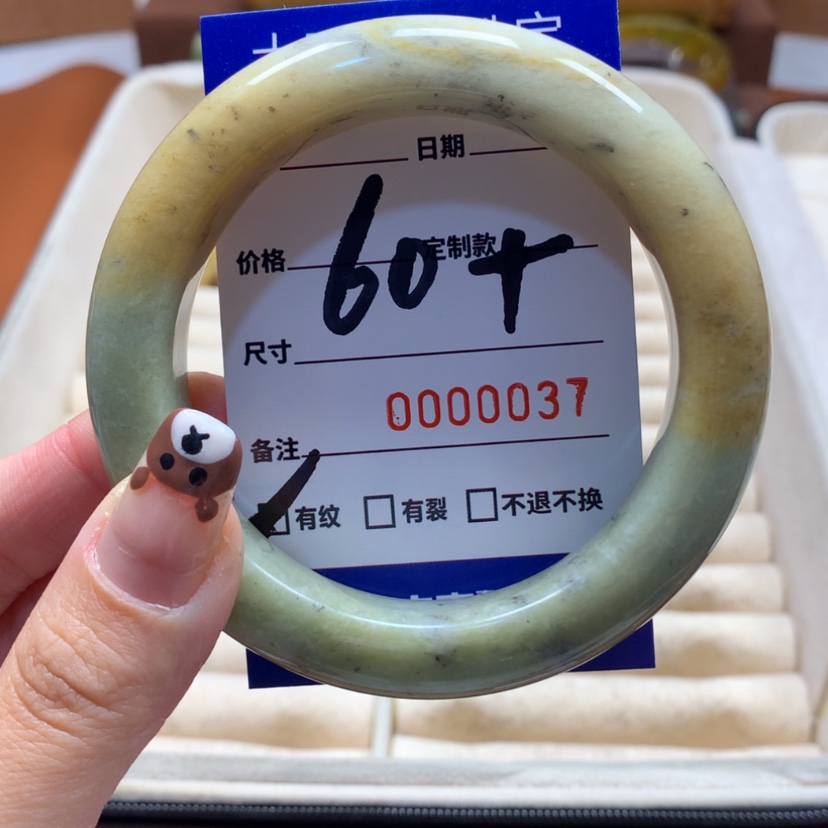 日期
价格 定制款
60+
尺寸
0000037
备注
✓有纹 □有裂 □不退不换